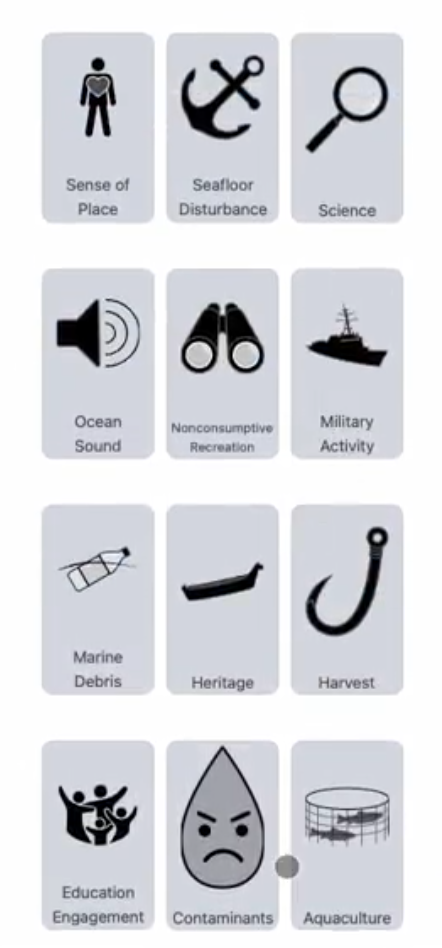 Sense of
Place
Seafloor
Disturbance
Science
Ocean
Sound
Nonconsumptive
Recreation
Military
Activity
Marine
Debris
Heritage
Harvest
Education
Engagement
Contaminants
Aquaculture